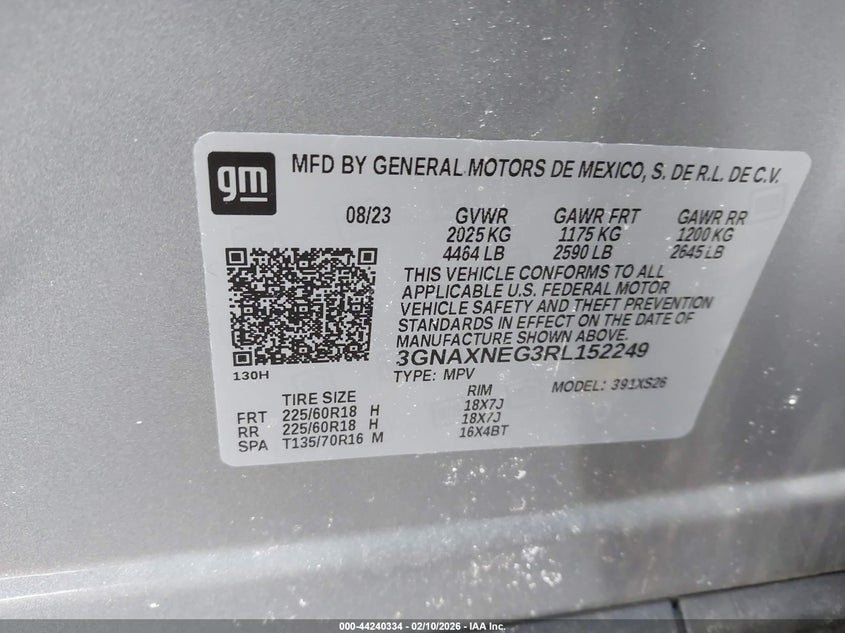 gm
MFD BY GENERAL MOTORS DE MEXICO, S. DE R.L. DE C.V.
08/23 GVWR GAWR FRT GAWR RR
2025 KG 1175 KG 1200 KG
4464 LB 2590 LB 2645 LB
THIS VEHICLE CONFORMS TO ALL
APPLICABLE U.S. FEDERAL MOTOR
VEHICLE SAFETY AND THEFT PREVENTION
STANDARDS IN EFFECT ON THE DATE OF
MANUFACTURE SHOWN ABOVE.
3GNAXNEG3RL152249
130H
TYPE: MPV MODEL: 391XS26
TIRE SIZE RIM
FRT 225/60R18 H 18X7J
RR 225/60R18 H 18X7J
SPA T135/70R16 M 16X4BT
000-44240334 - 02/10/2026 - IAA Inc.